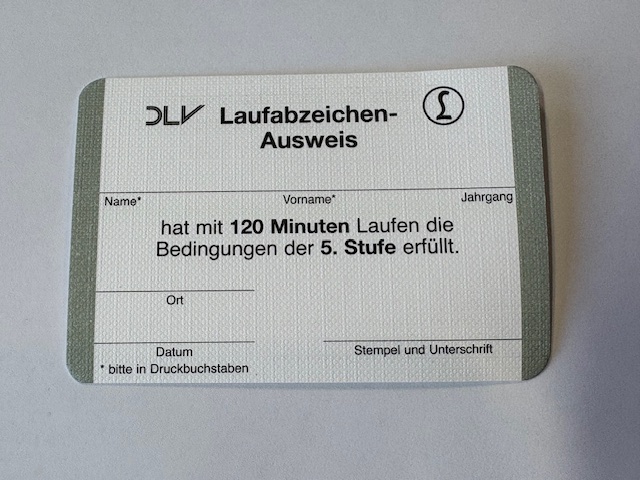 DLV Laufabzeichen-
Ausweis
Name* Vorname* Jahrgang
hat mit 120 Minuten Laufen die
Bedingungen der 5. Stufe erfüllt.
Ort
Datum Stempel und Unterschrift
* bitte in Druckbuchstaben